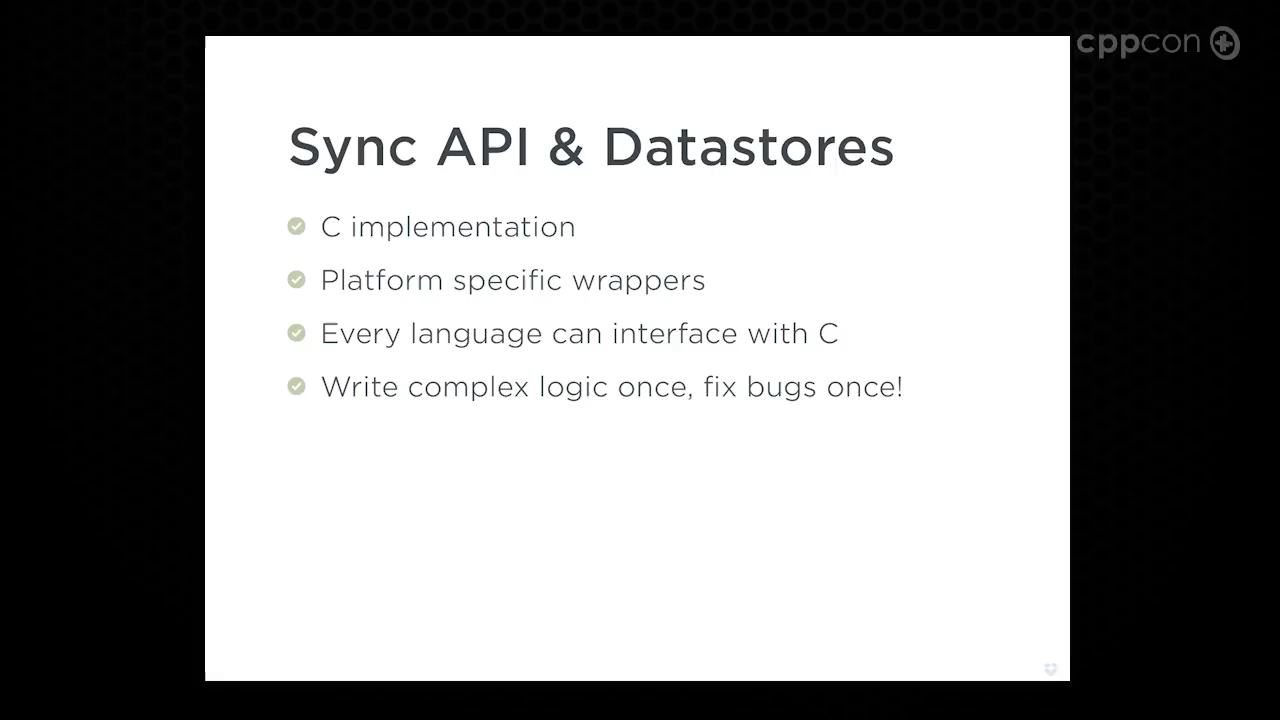 cppcon
Sync API & Datastores
C implementation
Platform specific wrappers
Every language can interface with C
Write complex logic once, fix bugs once!